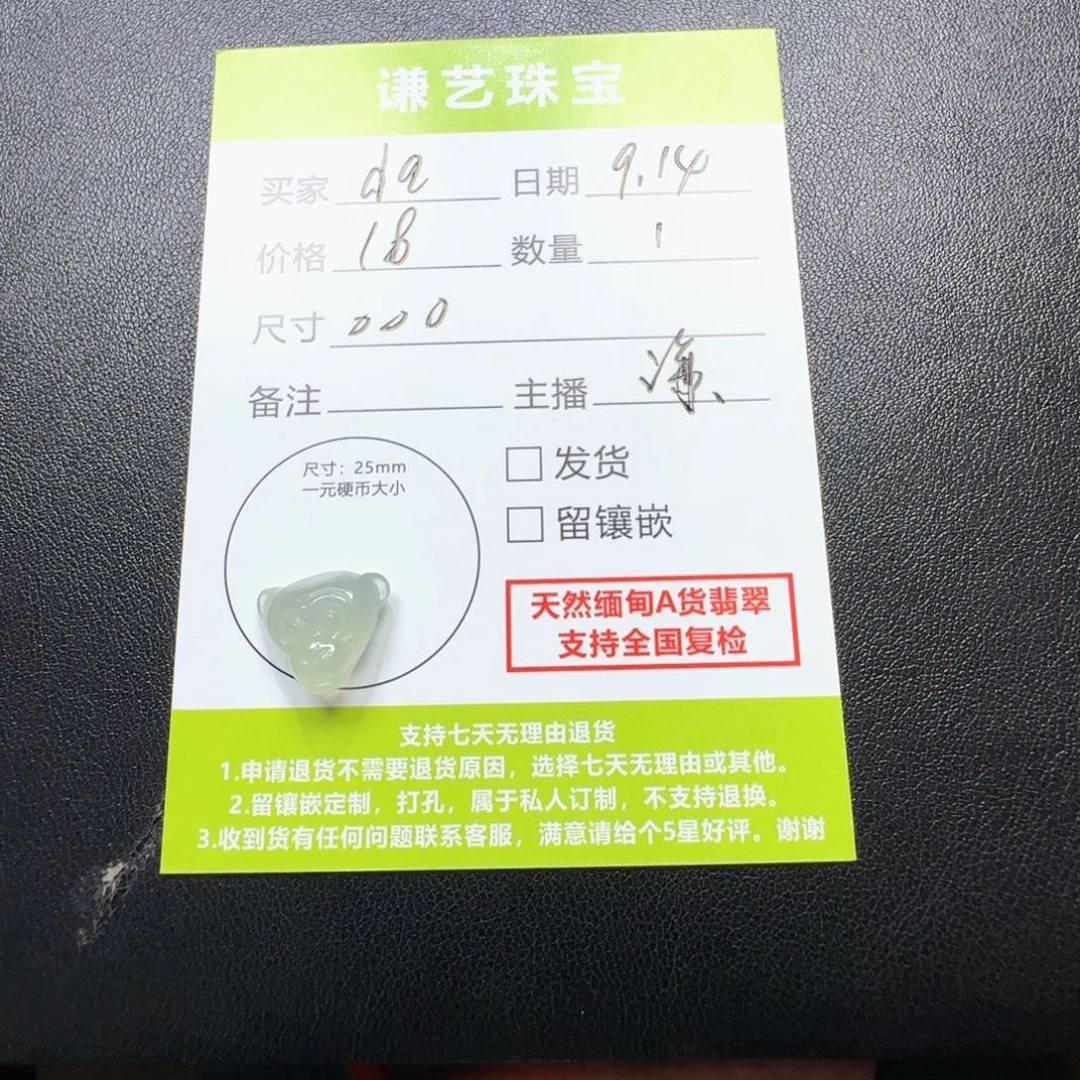 谦艺珠宝
买家 da 日期 9.14
价格 18 数量 1
尺寸 000
备注 主播
尺寸：25mm
一元硬币大小
发货
留镶嵌
天然缅甸A货翡翠
支持全国复检
支持七天无理由退货
1.申请退货不需要退货原因，选择七天无理由或其他。
2.留镶嵌定制，打孔，属于私人订制，不支持退换。
3.收到货有任何问题联系客服，满意请给个5星好评。谢谢